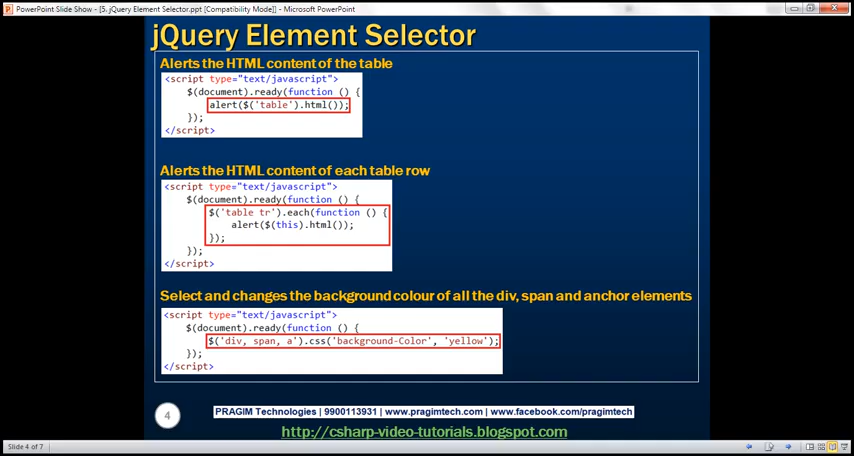 PowerPoint Slide Show - [5. jQuery Element Selector.ppt [Compatibility Mode]] - Microsoft PowerPoint
jQuery Element Selector
Alerts the HTML content of the table
<script type="text/javascript">
$(document).ready(function () {
alert($('table').html());
});
</script>
Alerts the HTML content of each table row
<script type="text/javascript">
$(document).ready(function () {
$('table tr').each(function () {
alert($(this).html());
});
});
</script>
Select and changes the background colour of all the div, span and anchor elements
<script type="text/javascript">
$(document).ready(function () {
$('div, span, a').css('background-Color', 'yellow');
});
</script>
4
PRAGIM Technologies | 9900113931 | www.pragimtech.com | www.facebook.com/pragimtech
http://csharp-video-tutorials.blogspot.com
Slide 4 of 7